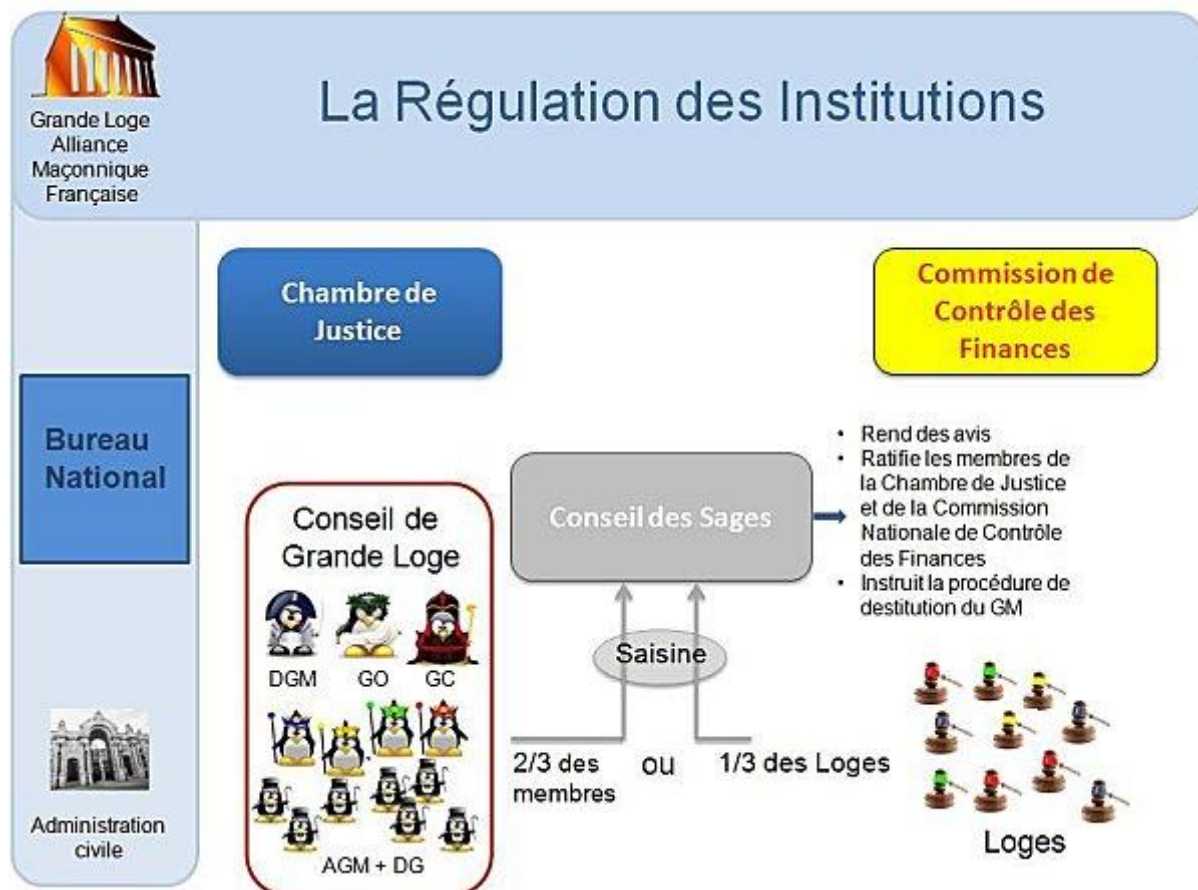 Grande Loge
Alliance
Maçonnique
Française
La Régulation des Institutions
Chambre de
Justice
Commission de
Contrôle des
Finances
Bureau
National
Conseil de
Grande Loge
DGM GO GC
AGM + DG
Conseil des Sages
• Rend des avis
• Ratifie les membres de
la Chambre de Justice
et de la Commission
Nationale de Contrôle
des Finances
• Instruit la procédure de
destitution du GM
Saisine
2/3 des
membres
ou
1/3 des Loges
Loges
Administration
civile